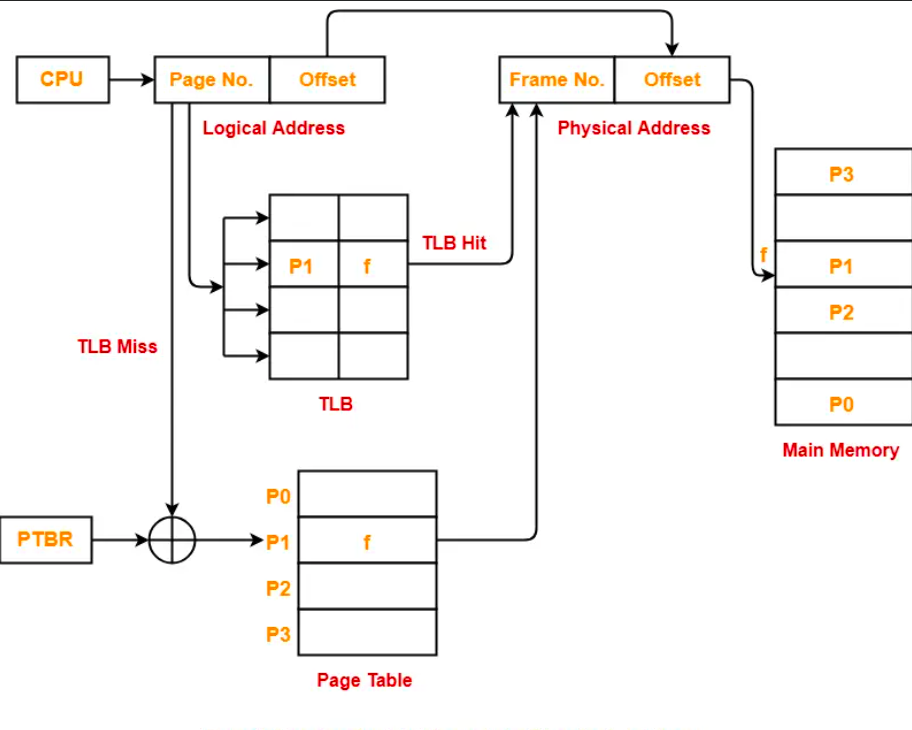 CPU
Page No.
Offset
Frame No.
Offset
Logical Address
Physical Address
P3
TLB Hit
f
P1
f
P1
P2
TLB Miss
TLB
P0
Main Memory
P0
PTBR
P1
f
P2
P3
Page Table